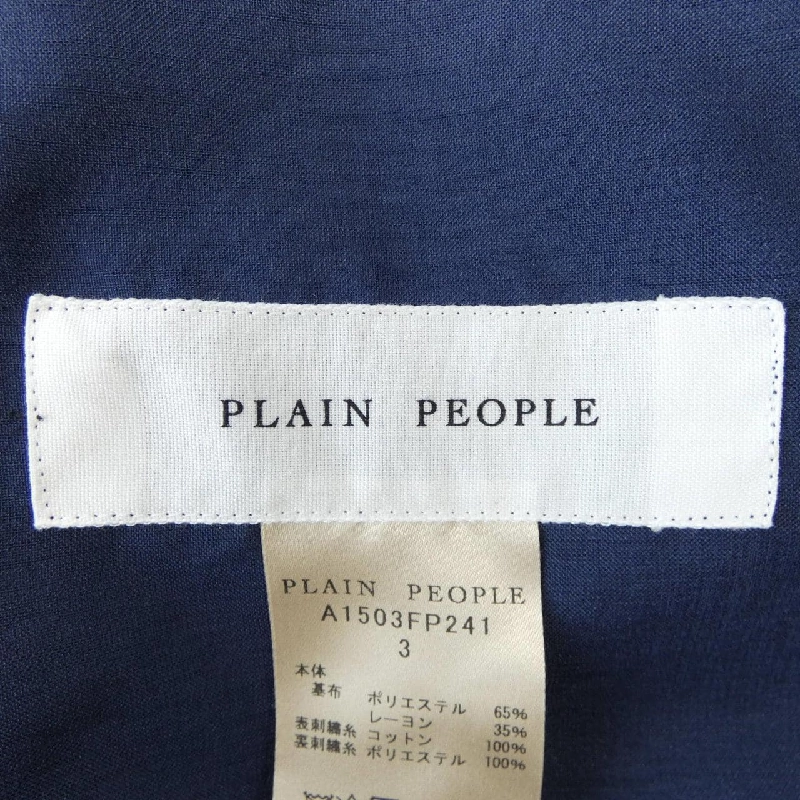 PLAIN PEOPLE
PLAIN PEOPLE
A1503FP241
3
本体
基布 ポリエステル 65%
レーヨン 35%
表刺繍糸 コットン 100%
裏刺繍糸 ポリエステル 100%